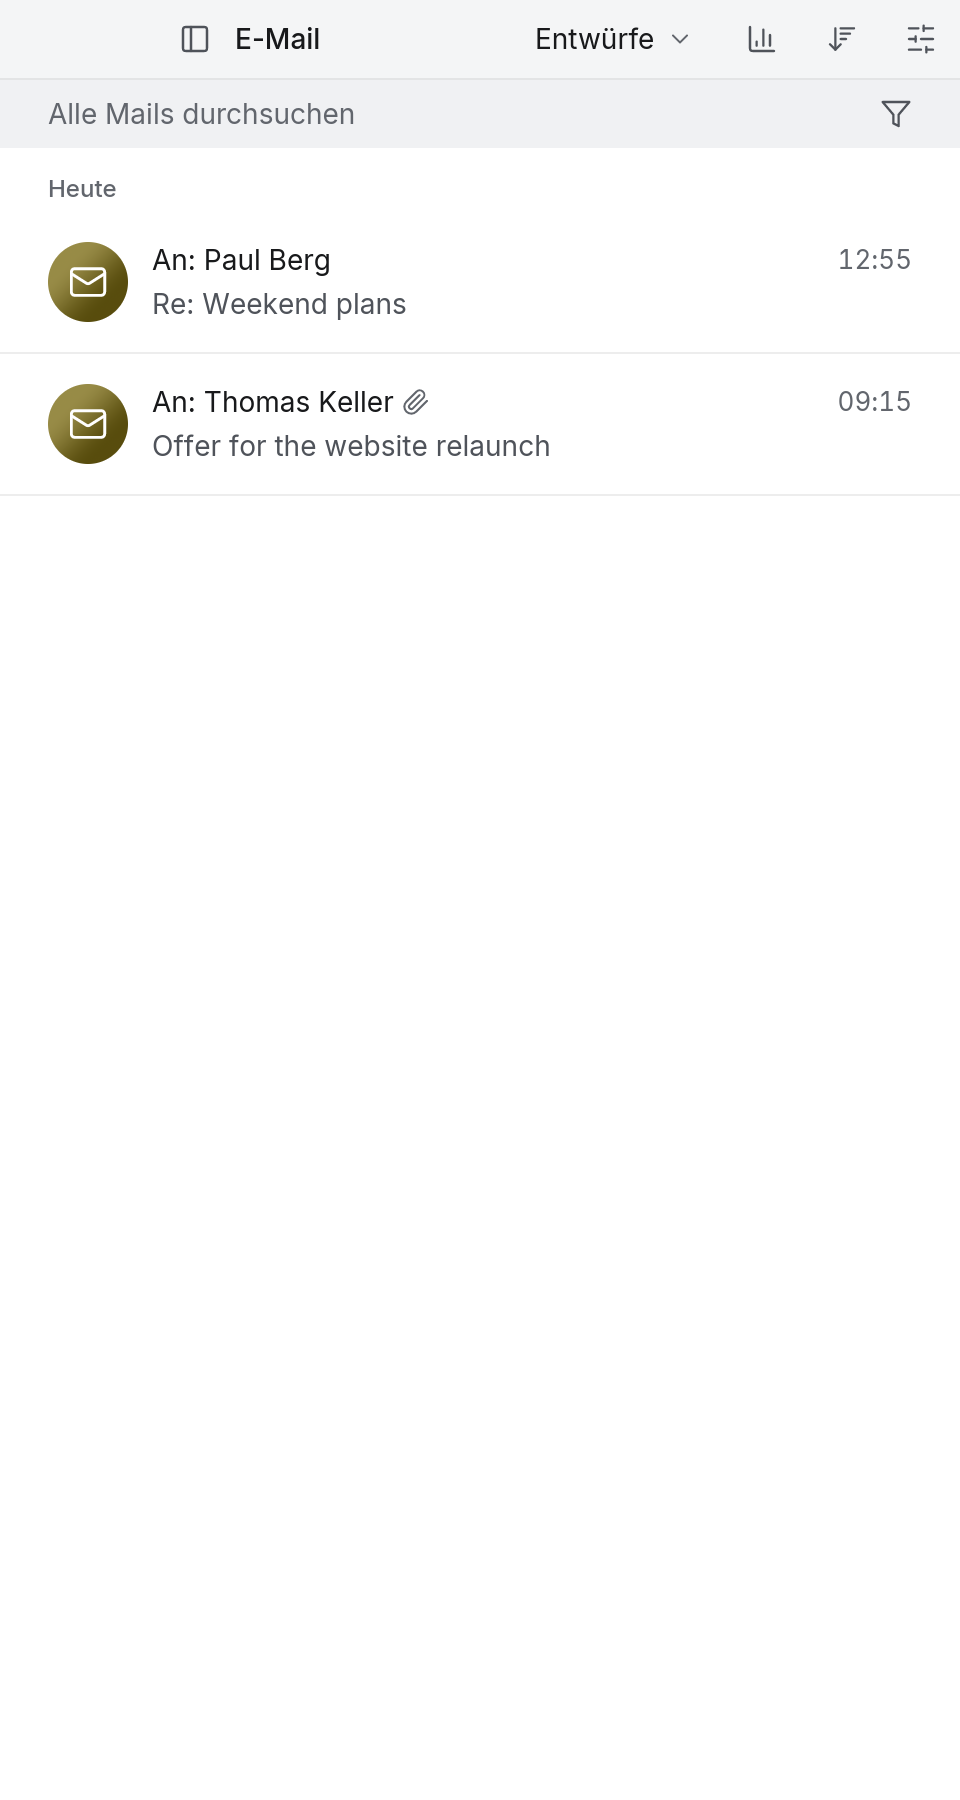 E-Mail Entwürfe
Alle Mails durchsuchen
Heute
An: Paul Berg 12:55
Re: Weekend plans
An: Thomas Keller 09:15
Offer for the website relaunch